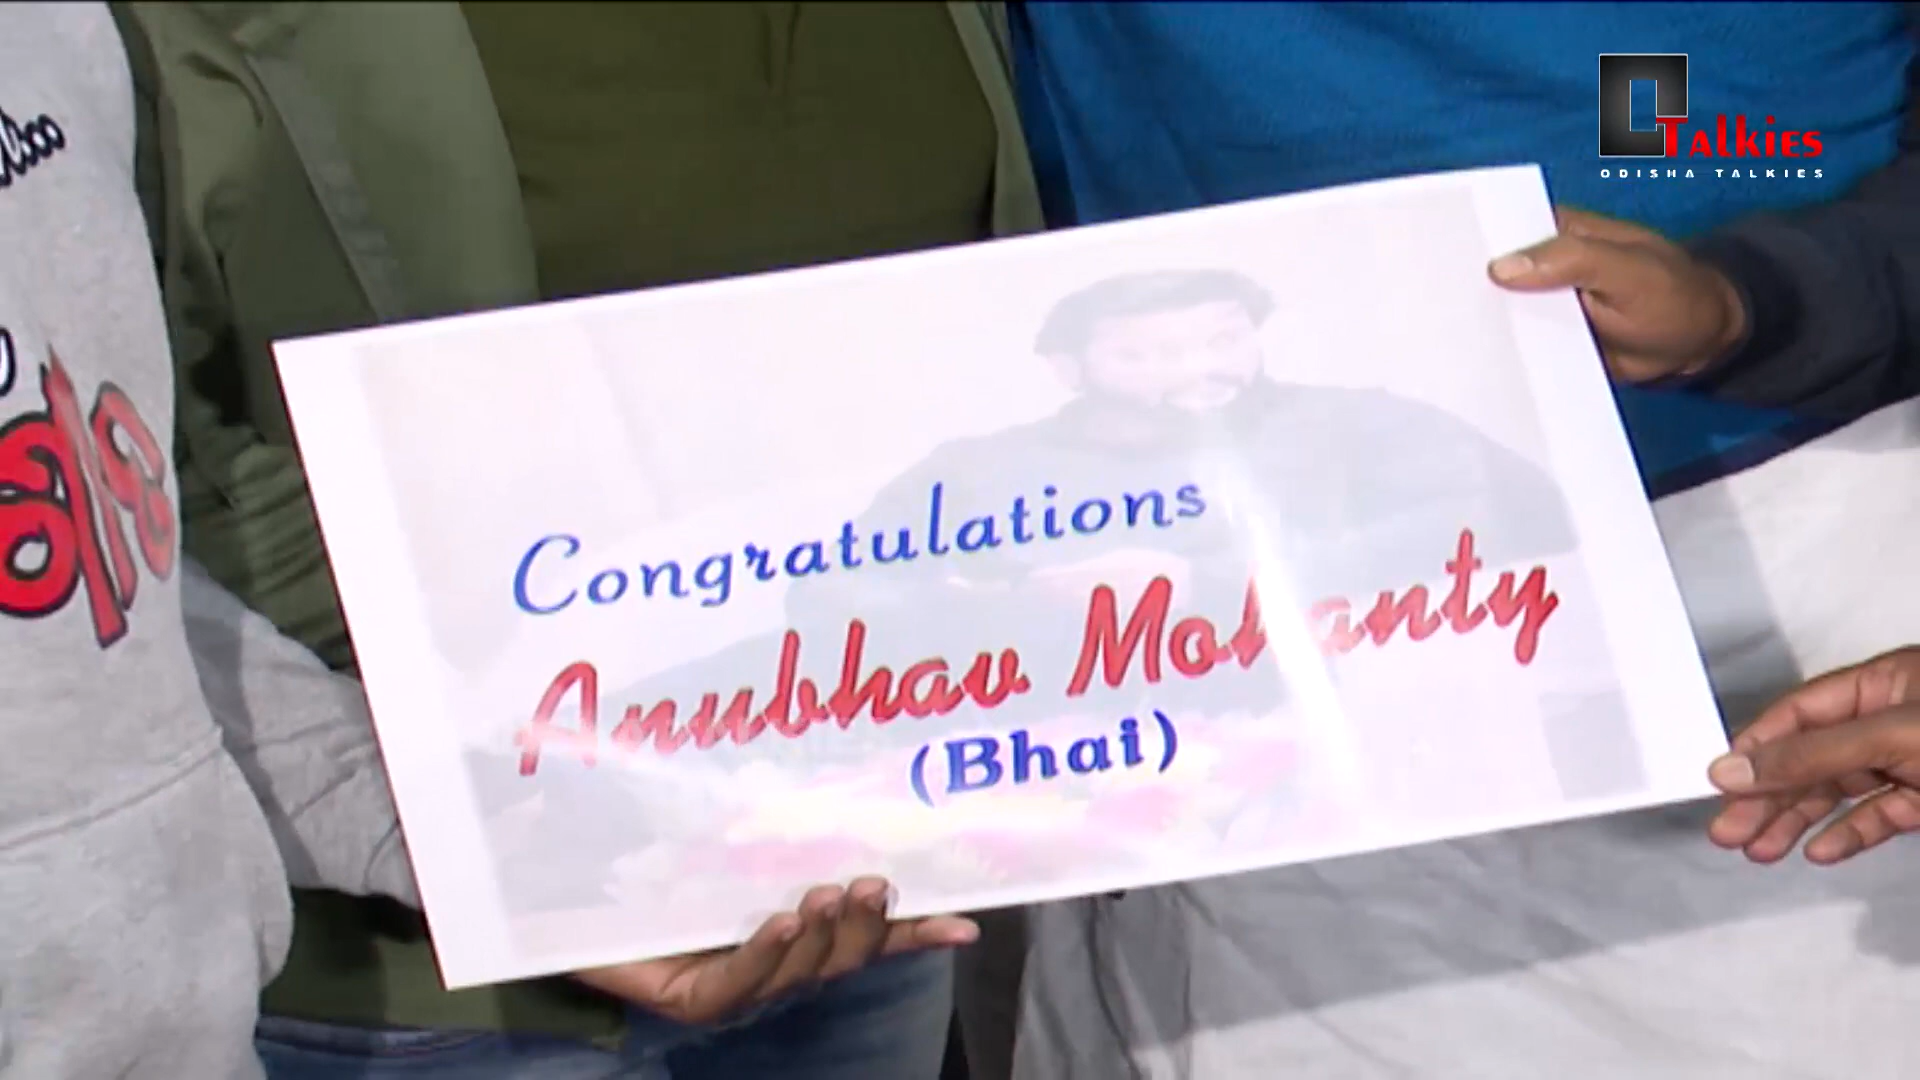 Talkies
ODISHA TALKIES
Congratulations
Anubhav Mohanty
(Bhai)